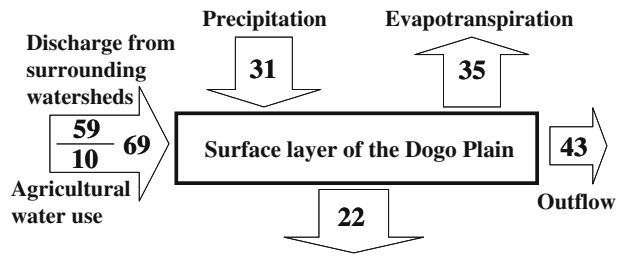 Precipitation
Evapotranspiration
Discharge from
surrounding
watersheds
31
35
59
10
69
Surface layer of the Dogo Plain
43
Agricultural
water use
22
Outflow